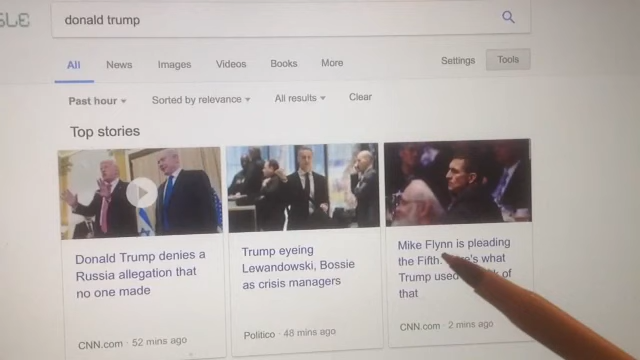 donald trump
All News Images Videos Books More Settings Tools
Past hour Sorted by relevance All results Clear
Top stories
Donald Trump denies a
Russia allegation that
no one made
CNN.com · 52 mins ago
Trump eyeing
Lewandowski, Bossie
as crisis managers
Politico · 48 mins ago
Mike Flynn is pleading
the Fifth. what
Trump used of
that
CNN.com · 2 mins ago